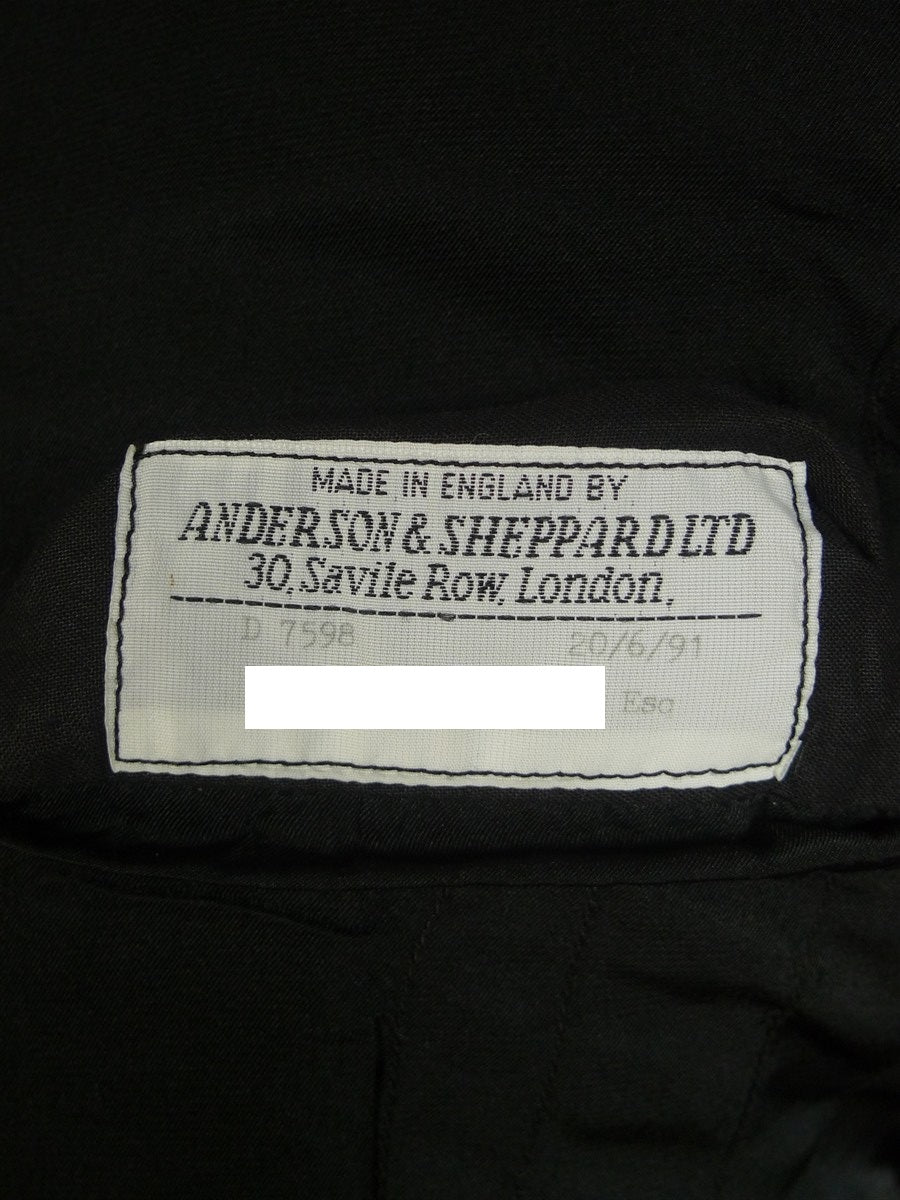 MADE IN ENGLAND BY
ANDERSON & SHEPPARD LTD
30, Savile Row, London,
D 7598 20/6/91
Esq